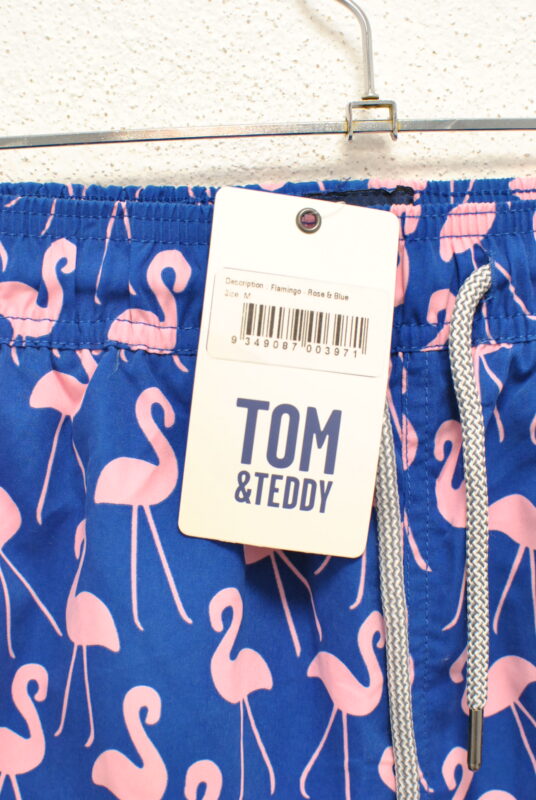 Description : Flamingo - Rose & Blue
Size: M
9 349087 003971
TOM
&TEDDY